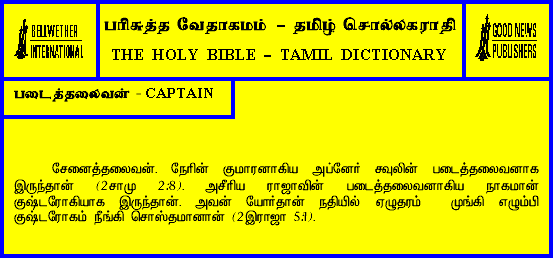 BELLWETHER
INTERNATIONAL
பரிசுத்த வேதாகமம் – தமிழ் சொல்லகராதி
THE HOLY BIBLE – TAMIL DICTIONARY
GOOD NEWS
PUBLISHERS
படைத்தலைவன் - CAPTAIN
சேனைத்தலைவன். நேரின் குமாரனாகிய அப்னேர் சவுலின் படைத்தலைவனாக
இருந்தான் (2சாமு 2:8). அசீரிய ராஜாவின் படைத்தலைவனாகிய நாகமான்
குஷ்டரோகியாக இருந்தான். அவன் யோர்தான் நதியில் ஏழுதரம் முங்கி எழும்பி
குஷ்டரோகம் நீங்கி சொஸ்தமானான் (2இராஜா 5:1).